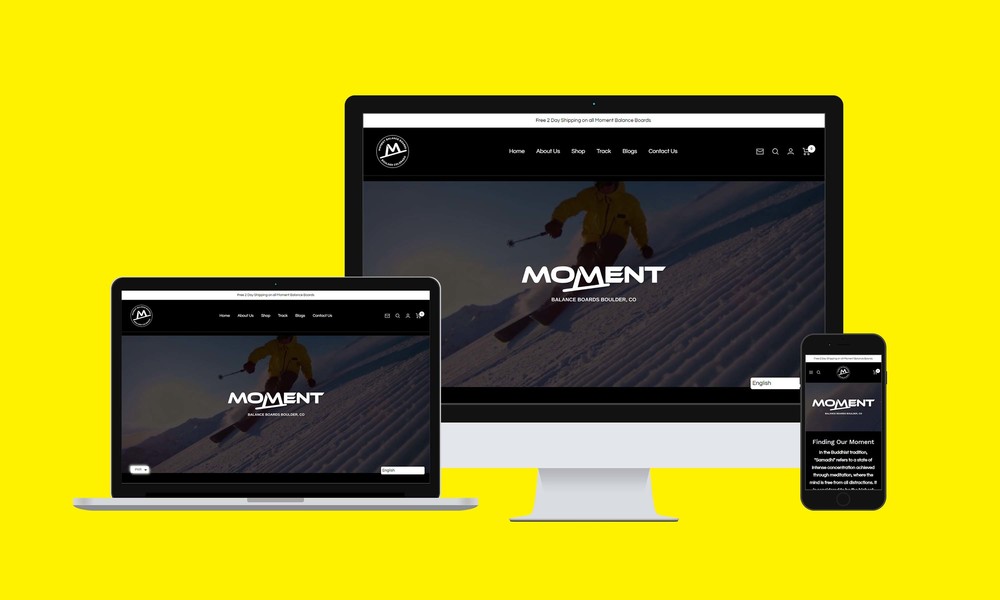 Free 2 Day Shipping on all Moment Balance Boards
M
Home About Us Shop Track Blogs Contact Us
0
MOMENT
BALANCE BOARDS BOULDER, CO
English
Free 2 Day Shipping on all Moment Balance Boards
M
Home About Us Shop Track Blogs Contact Us
0
MOMENT
BALANCE BOARDS BOULDER, CO
English
Free 2 Day Shipping on all Moment Balance Boards
M
MOMENT
BALANCE BOARDS BOULDER, CO
Finding Our Moment
In the Buddhist tradition,
"Samadhi" refers to a state of
intense concentration achieved
through meditation, where the
mind is free from all distractions. It